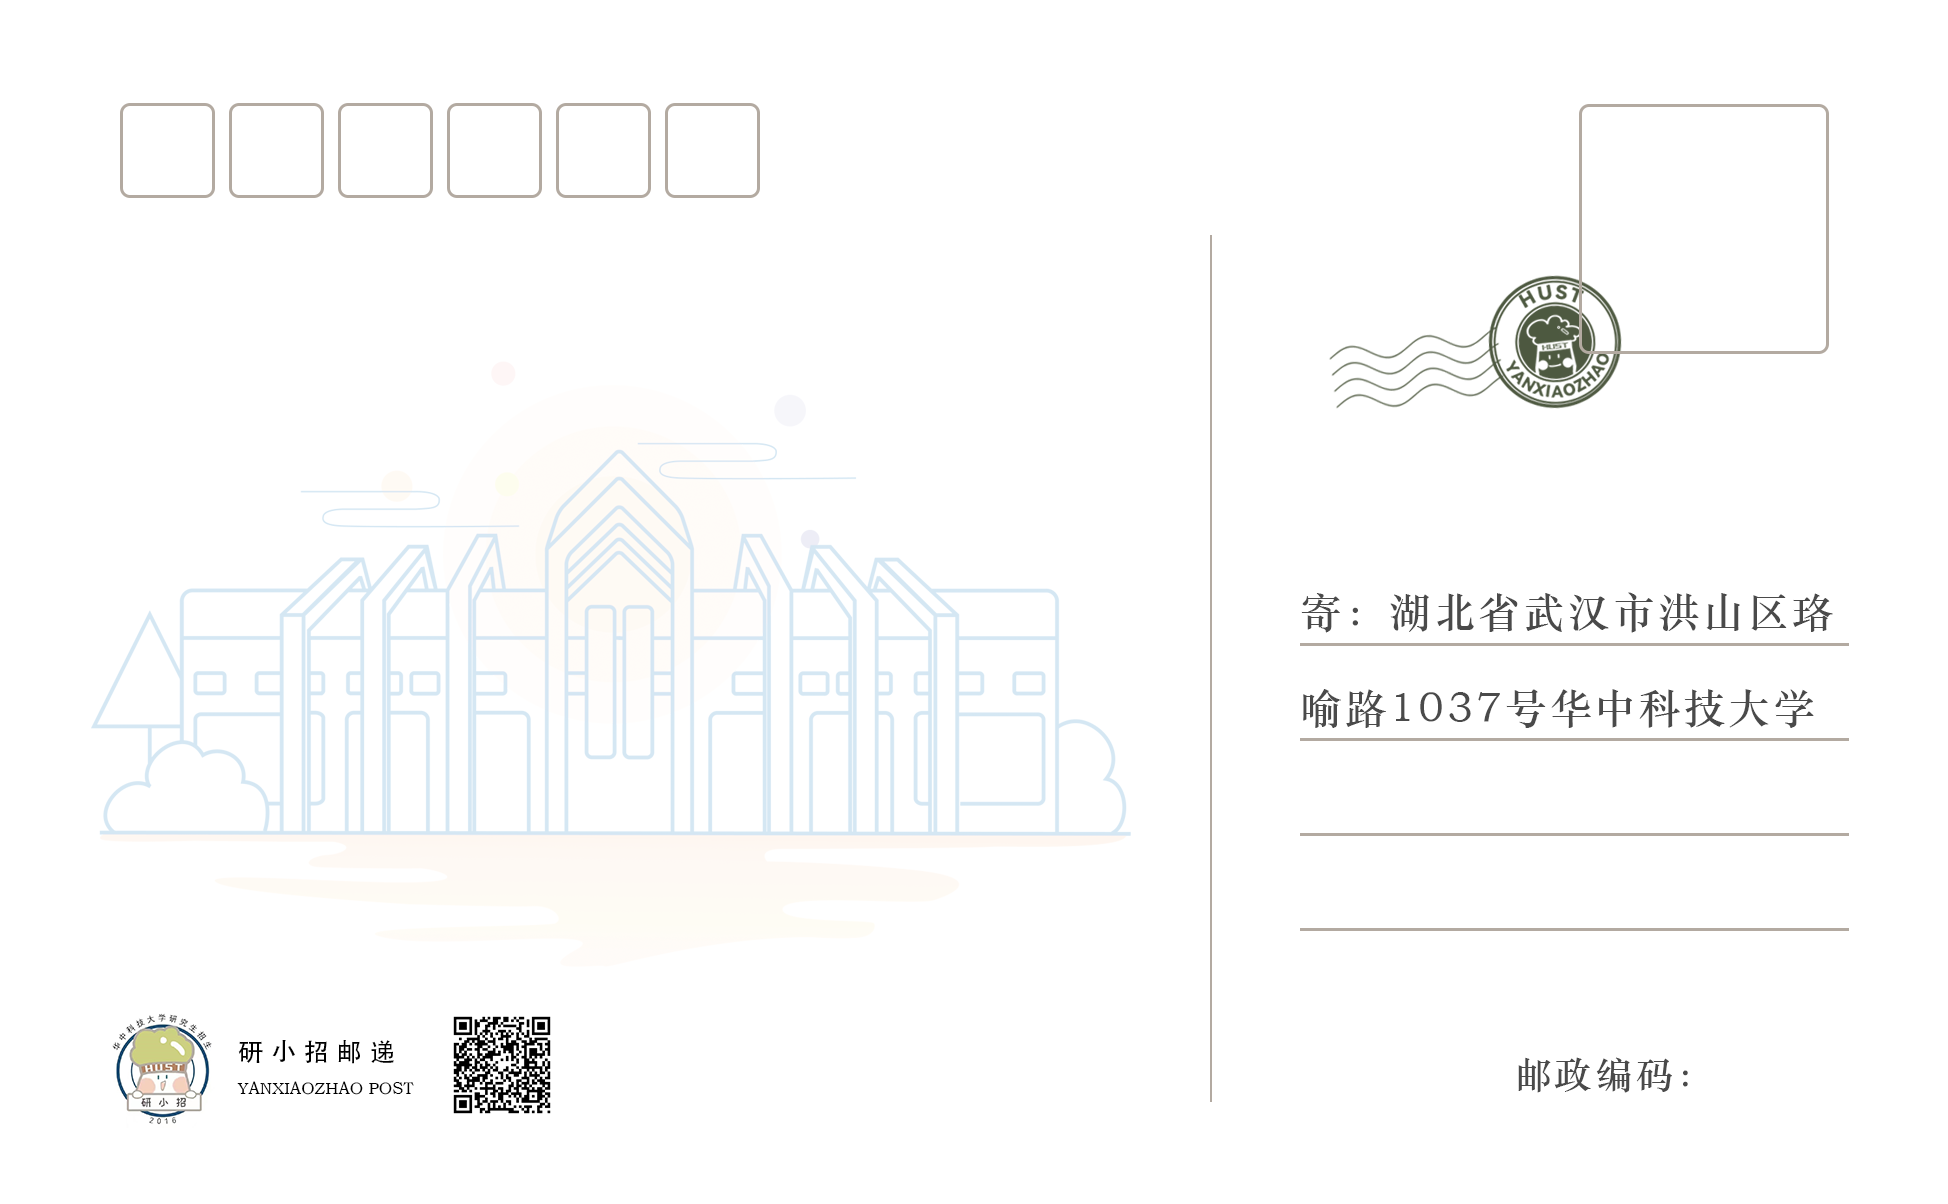 HUST
YANXIAOZHAO
HUST
寄：湖北省武汉市洪山区珞
喻路1037号华中科技大学
邮政编码：
华中科技大学研究生招生
HUST
研小招
2016
研小招邮递
YANXIAOZHAO POST